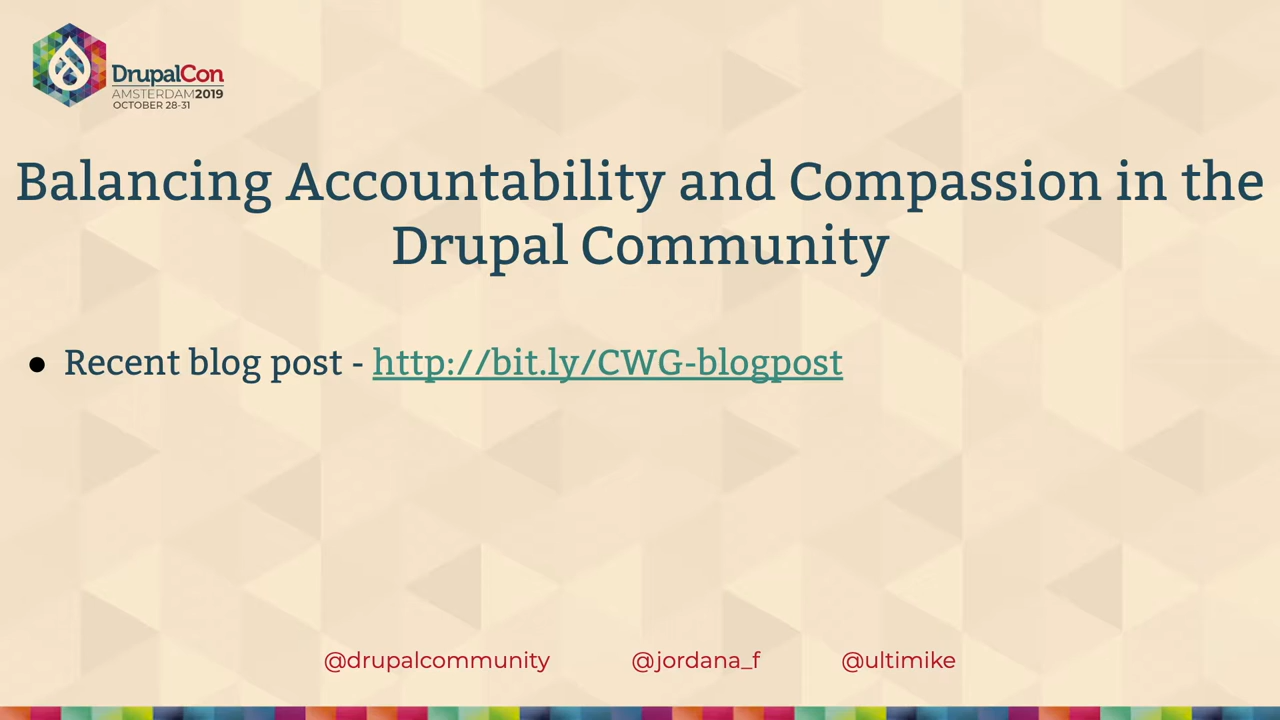 DrupalCon
AMSTERDAM2019
OCTOBER 28-31
Balancing Accountability and Compassion in the
Drupal Community
● Recent blog post - http://bit.ly/CWG-blogpost
@drupalcommunity @jordana_f @ultimike